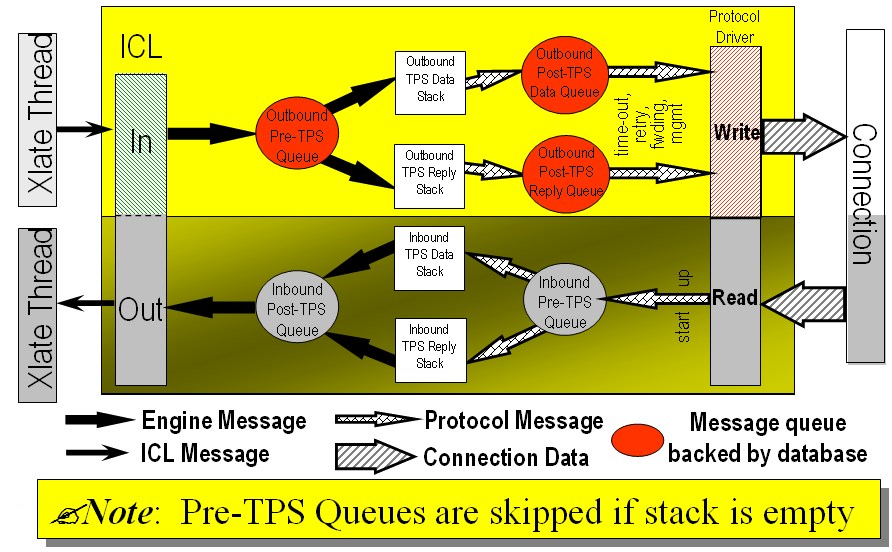 Protocol
Driver
ICL
Xlate Thread
In
Outbound
Pre-TPS
Queue
Outbound
TPS Data
Stack
Outbound
Post-TPS
Data Queue
Outbound
TPS Reply
Stack
Outbound
Post-TPS
Reply Queue
time-out,
retry,
fwding,
mgmt
Write
Connection
Xlate Thread
Out
Inbound
Post-TPS
Queue
Inbound
TPS Data
Stack
Inbound
TPS Reply
Stack
Inbound
Pre-TPS
Queue
start up
Read
Engine Message
Protocol Message
Message queue
backed by database
ICL Message
Connection Data
Note: Pre-TPS Queues are skipped if stack is empty